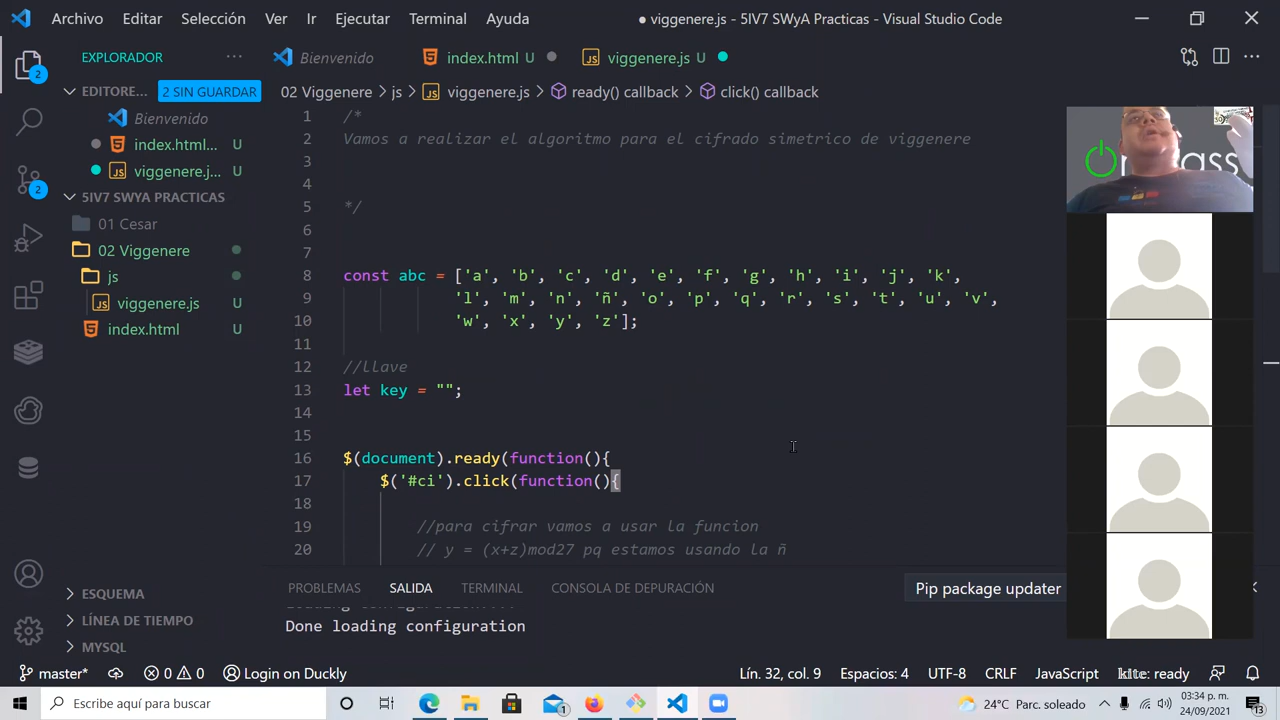 Archivo Editar Selección Ver Ir Ejecutar Terminal Ayuda
● viggenere.js - 5IV7 SWyA Practicas - Visual Studio Code
EXPLORADOR
Bienvenido
index.html U
viggenere.js U
EDITORE...
2 SIN GUARDAR
Bienvenido
index.html... U
viggenere.j... U
5IV7 SWYA PRACTICAS
01 Cesar
02 Viggenere
js
viggenere.js U
index.html U
ESQUEMA
LÍNEA DE TIEMPO
MYSQL
02 Viggenere > js > viggenere.js > ready() callback > click() callback
1 /*
2 Vamos a realizar el algoritmo para el cifrado simetrico de viggenere
3
4
5 */
6
7
8 const abc = ['a', 'b', 'c', 'd', 'e', 'f', 'g', 'h', 'i', 'j', 'k',
9 'l', 'm', 'n', 'ñ', 'o', 'p', 'q', 'r', 's', 't', 'u', 'v',
10 'w', 'x', 'y', 'z'];
11
12 //llave
13 let key = "";
14
15
16 $(document).ready(function(){
17 $('#ci').click(function(){
18
19 //para cifrar vamos a usar la funcion
20 // y = (x+z)mod27 pq estamos usando la ñ
PROBLEMAS SALIDA TERMINAL CONSOLA DE DEPURACIÓN
Pip package updater
Done loading configuration
master* 0 0 Login on Duckly
Lín. 32, col. 9 Espacios: 4 UTF-8 CRLF JavaScript kite: ready
Escribe aquí para buscar
24°C Parc. soleado
03:34 p. m.
24/09/2021
13